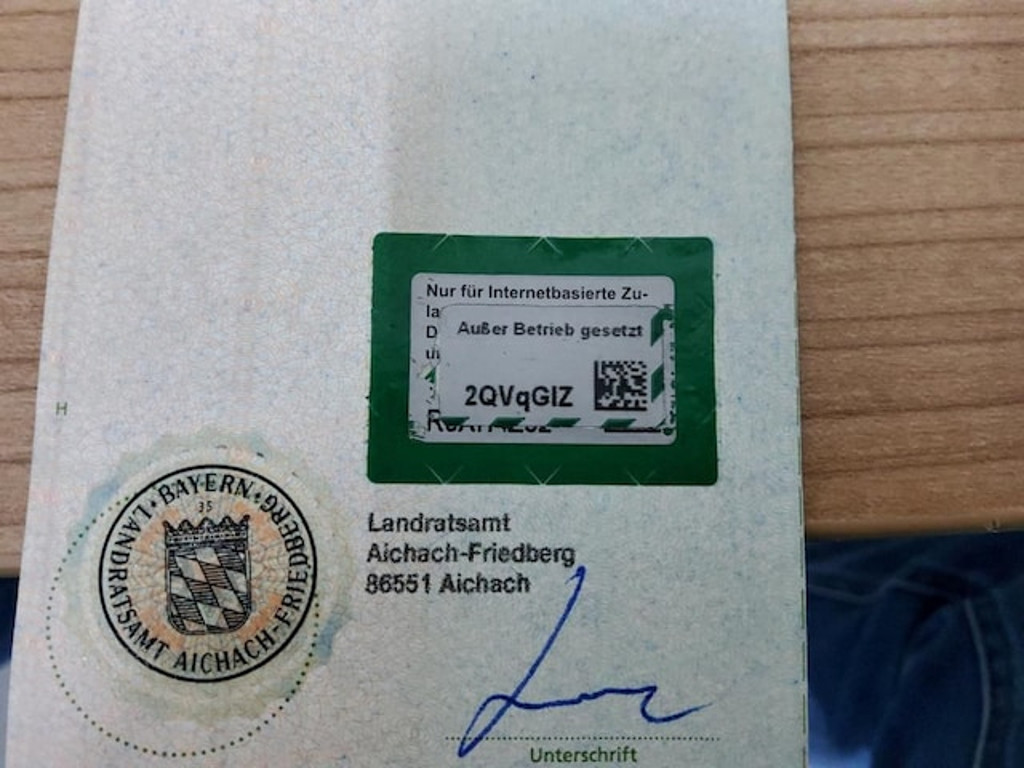 Nur für Internetbasierte Zu-
la
D
Außer Betrieb gesetzt
2QVqGIZ
H
BAYERN
35
LANDRATSAMT AICHACH-FRIEDBERG
Landratsamt
Aichach-Friedberg
86551 Aichach
Unterschrift